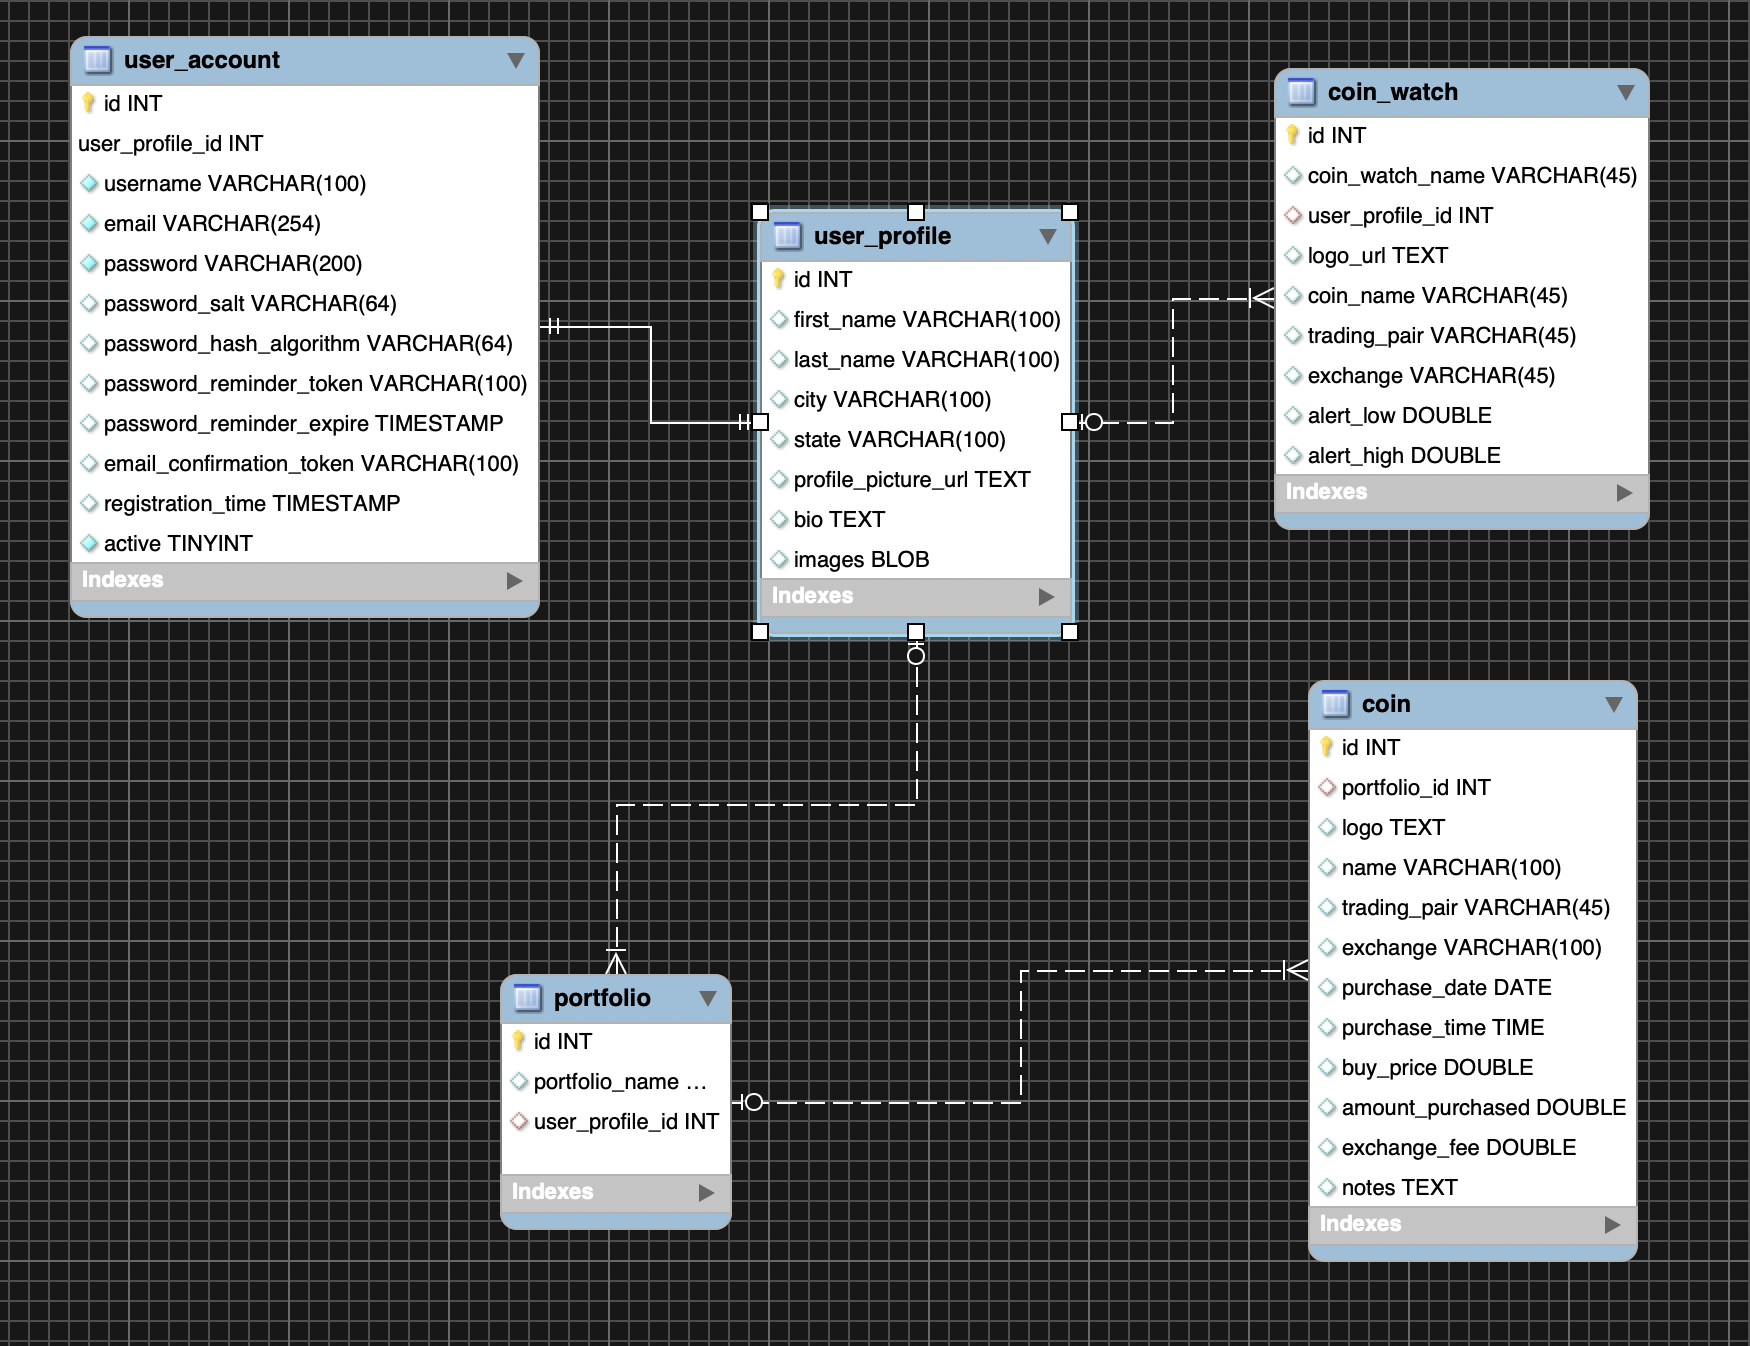 user_account
id INT
user_profile_id INT
username VARCHAR(100)
email VARCHAR(254)
password VARCHAR(200)
password_salt VARCHAR(64)
password_hash_algorithm VARCHAR(64)
password_reminder_token VARCHAR(100)
password_reminder_expire TIMESTAMP
email_confirmation_token VARCHAR(100)
registration_time TIMESTAMP
active TINYINT
Indexes
user_profile
id INT
first_name VARCHAR(100)
last_name VARCHAR(100)
city VARCHAR(100)
state VARCHAR(100)
profile_picture_url TEXT
bio TEXT
images BLOB
Indexes
coin_watch
id INT
coin_watch_name VARCHAR(45)
user_profile_id INT
logo_url TEXT
coin_name VARCHAR(45)
trading_pair VARCHAR(45)
exchange VARCHAR(45)
alert_low DOUBLE
alert_high DOUBLE
Indexes
portfolio
id INT
portfolio_name ...
user_profile_id INT
Indexes
coin
id INT
portfolio_id INT
logo TEXT
name VARCHAR(100)
trading_pair VARCHAR(45)
exchange VARCHAR(100)
purchase_date DATE
purchase_time TIME
buy_price DOUBLE
amount_purchased DOUBLE
exchange_fee DOUBLE
notes TEXT
Indexes